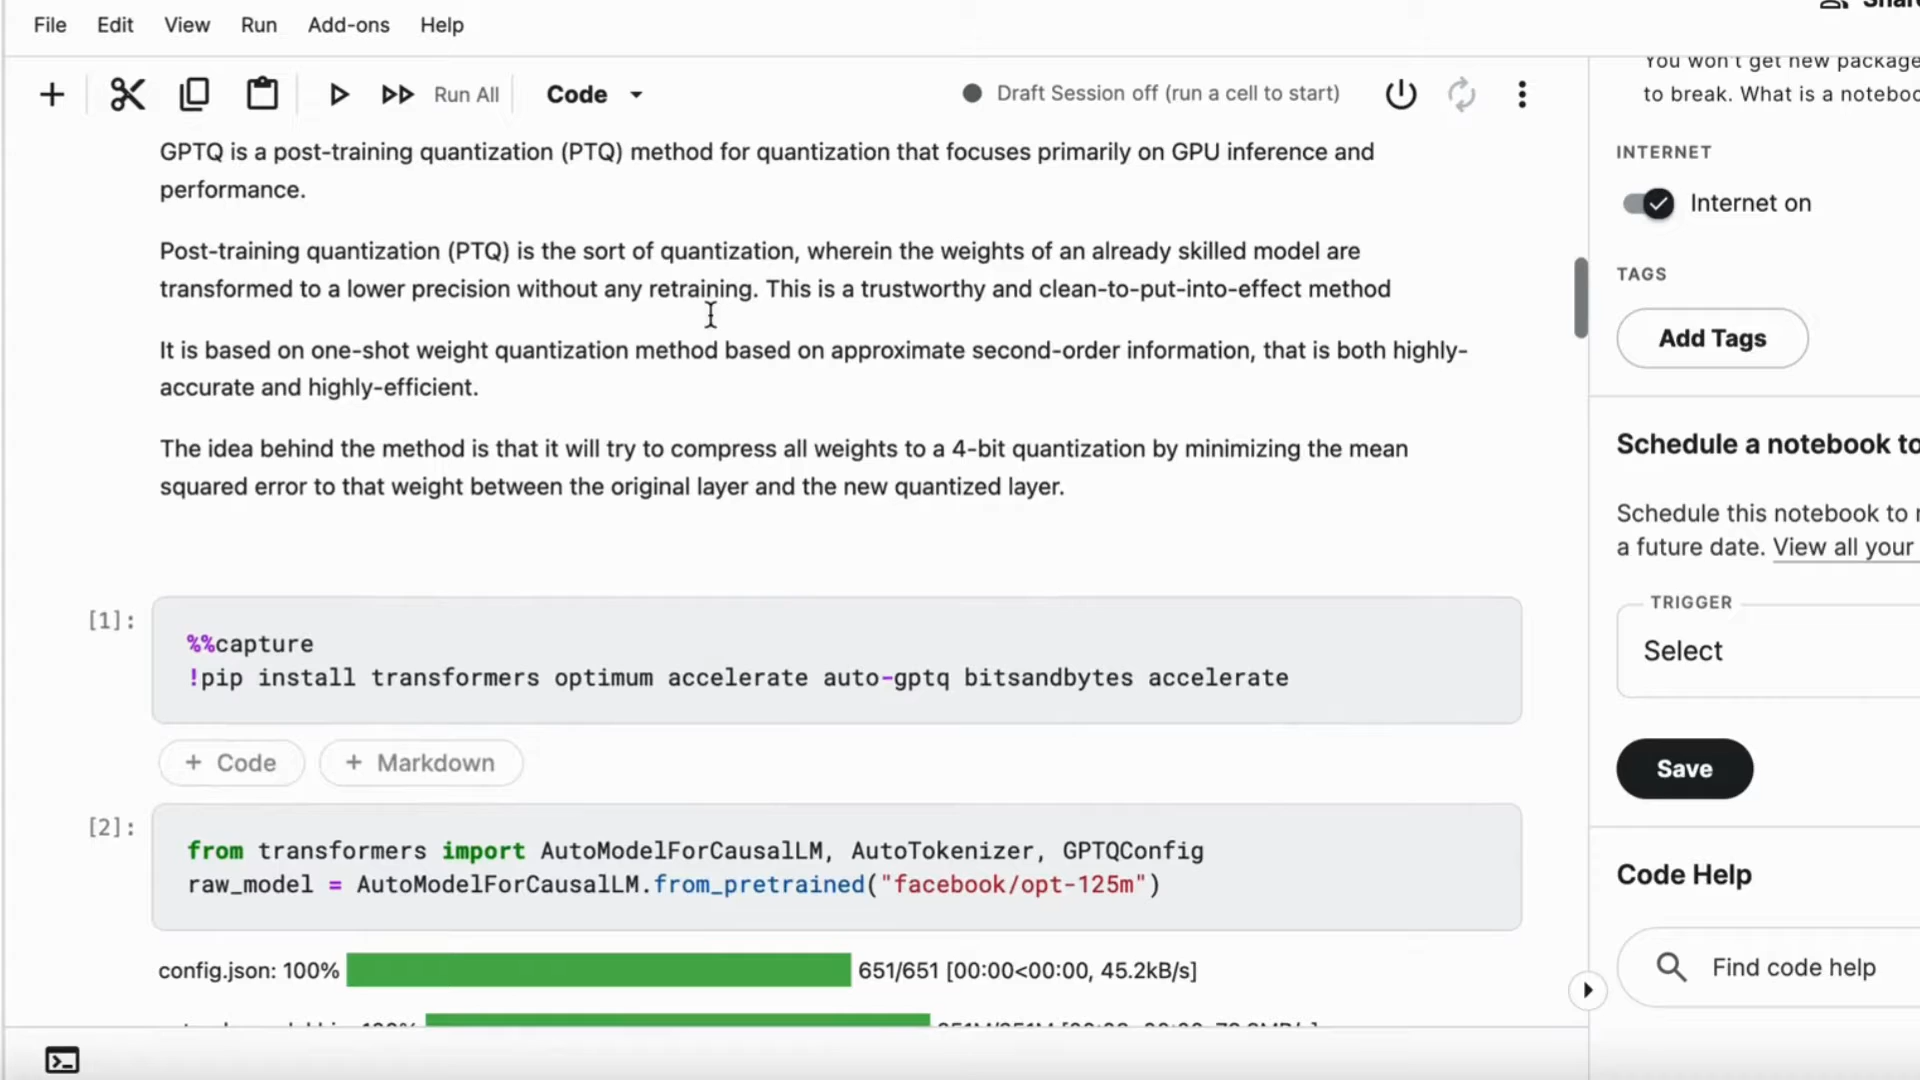 File Edit View Run Add-ons Help
Run All Code Draft Session off (run a cell to start)
GPTQ is a post-training quantization (PTQ) method for quantization that focuses primarily on GPU inference and
performance.
Post-training quantization (PTQ) is the sort of quantization, wherein the weights of an already skilled model are
transformed to a lower precision without any retraining. This is a trustworthy and clean-to-put-into-effect method
It is based on one-shot weight quantization method based on approximate second-order information, that is both highly-
accurate and highly-efficient.
The idea behind the method is that it will try to compress all weights to a 4-bit quantization by minimizing the mean
squared error to that weight between the original layer and the new quantized layer.
[1]:
%%capture
!pip install transformers optimum accelerate auto-gptq bitsandbytes accelerate
+ Code + Markdown
[2]:
from transformers import AutoModelForCausalLM, AutoTokenizer, GPTQConfig
raw_model = AutoModelForCausalLM.from_pretrained("facebook/opt-125m")
config.json: 100% 651/651 [00:00<00:00, 45.2kB/s]
You won't get new package
to break. What is a noteboo
INTERNET
Internet on
TAGS
Add Tags
Schedule a notebook to
Schedule this notebook to r
a future date. View all your
TRIGGER
Select
Save
Code Help
Find code help